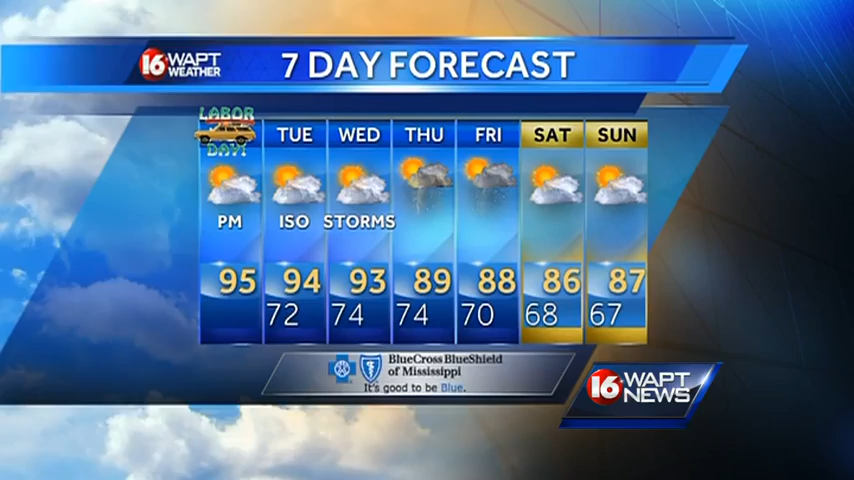 16 WAPT
WEATHER
7 DAY FORECAST
LABOR
DAY!
TUE WED THU FRI SAT SUN
PM ISO STORMS
95 94 93 89 88 86 87
72 74 74 70 68 67
BlueCross BlueShield
of Mississippi
It's good to be Blue.
16 WAPT
NEWS